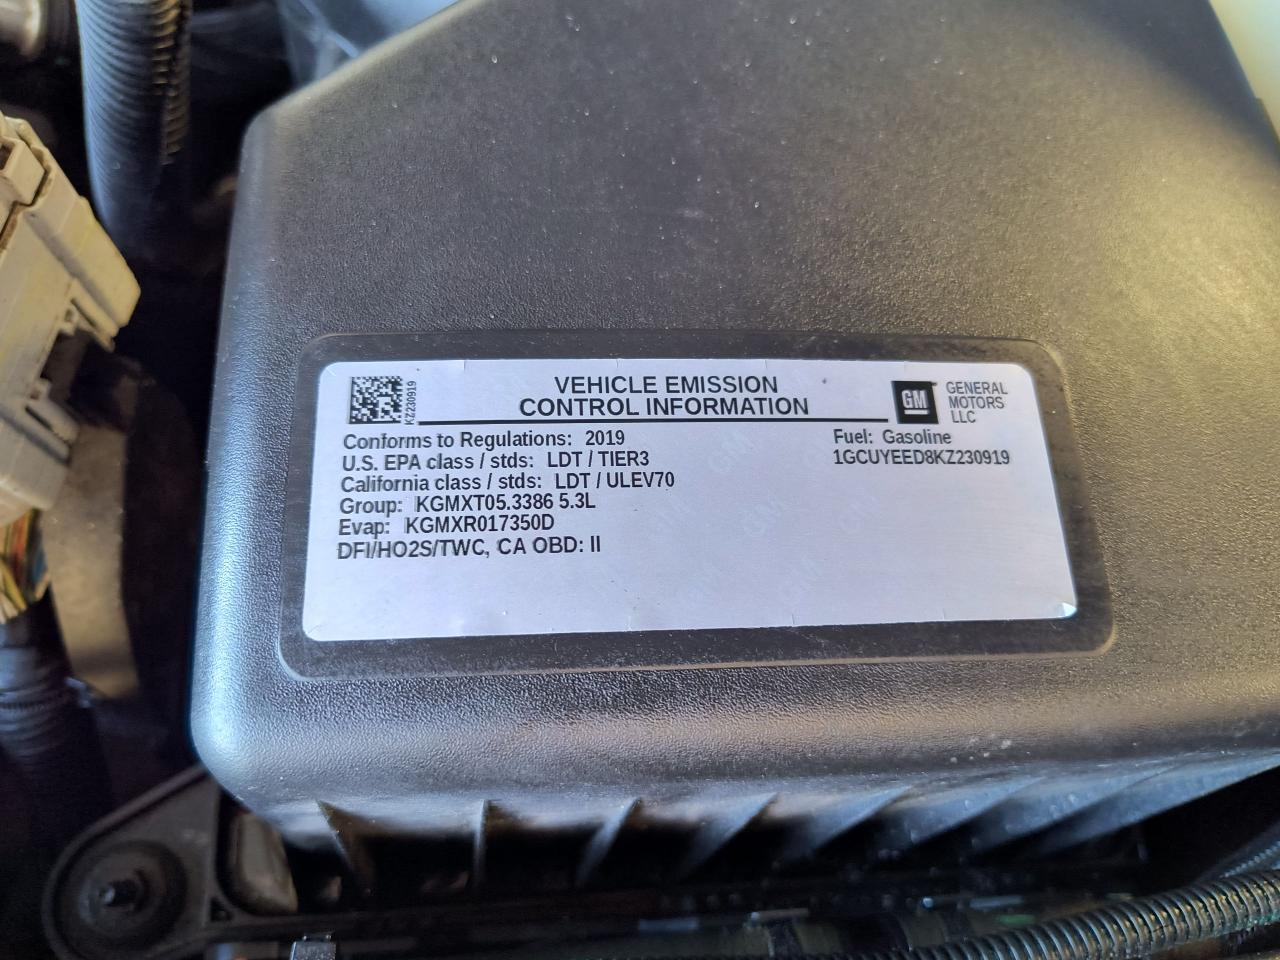 KZ230919
VEHICLE EMISSION
CONTROL INFORMATION
GM
GENERAL
MOTORS
LLC
Conforms to Regulations: 2019
U.S. EPA class / stds: LDT / TIER3
California class / stds: LDT / ULEV70
Group: KGMXT05.3386 5.3L
Evap: KGMXR017350D
DFI/HO2S/TWC, CA OBD: II
Fuel: Gasoline
1GCUYEED8KZ230919